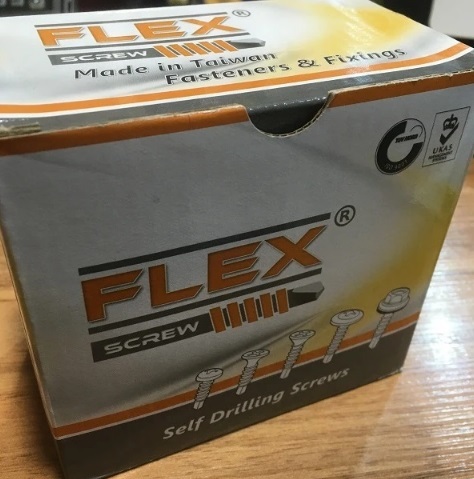 FLEX®
SCREW
Made in Taiwan
Fasteners & Fixings
UKAS
FLEX®
SCREW
Self Drilling Screws